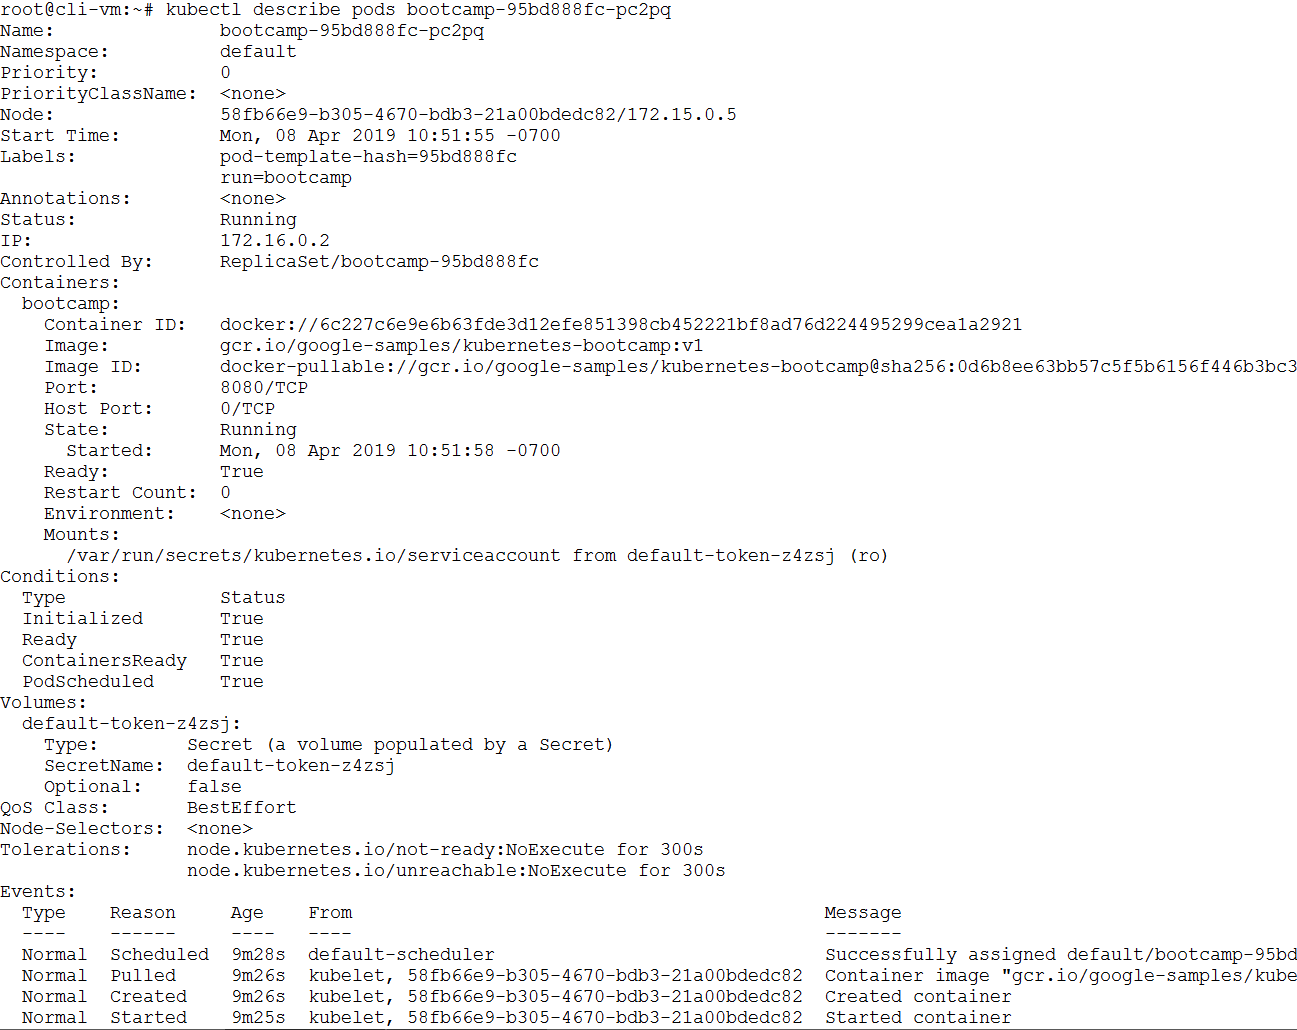 root@cli-vm:~# kubectl describe pods bootcamp-95bd888fc-pc2pq
Name:               bootcamp-95bd888fc-pc2pq
Namespace:          default
Priority:           0
PriorityClassName:  <none>
Node:               58fb66e9-b305-4670-bdb3-21a00bdedc82/172.15.0.5
Start Time:         Mon, 08 Apr 2019 10:51:55 -0700
Labels:             pod-template-hash=95bd888fc
                    run=bootcamp
Annotations:        <none>
Status:             Running
IP:                 172.16.0.2
Controlled By:      ReplicaSet/bootcamp-95bd888fc
Containers:
  bootcamp:
    Container ID:   docker://6c227c6e9e6b63fde3d12efe851398cb452221bf8ad76d224495299cea1a2921
    Image:          gcr.io/google-samples/kubernetes-bootcamp:v1
    Image ID:       docker-pullable://gcr.io/google-samples/kubernetes-bootcamp@sha256:0d6b8ee63bb57c5f5b6156f446b3bc3
    Port:           8080/TCP
    Host Port:      0/TCP
    State:          Running
      Started:      Mon, 08 Apr 2019 10:51:58 -0700
    Ready:          True
    Restart Count:  0
    Environment:    <none>
    Mounts:
      /var/run/secrets/kubernetes.io/serviceaccount from default-token-z4zsj (ro)
Conditions:
  Type              Status
  Initialized       True
  Ready             True
  ContainersReady   True
  PodScheduled      True
Volumes:
  default-token-z4zsj:
    Type:        Secret (a volume populated by a Secret)
    SecretName:  default-token-z4zsj
    Optional:    false
QoS Class:       BestEffort
Node-Selectors:  <none>
Tolerations:     node.kubernetes.io/not-ready:NoExecute for 300s
                 node.kubernetes.io/unreachable:NoExecute for 300s
Events:
  Type    Reason     Age    From                                           Message
  ----    ------     ----   ----                                           -------
  Normal  Scheduled  9m28s  default-scheduler                              Successfully assigned default/bootcamp-95bd
  Normal  Pulled     9m26s  kubelet, 58fb66e9-b305-4670-bdb3-21a00bdedc82  Container image "gcr.io/google-samples/kube
  Normal  Created    9m26s  kubelet, 58fb66e9-b305-4670-bdb3-21a00bdedc82  Created container
  Normal  Started    9m25s  kubelet, 58fb66e9-b305-4670-bdb3-21a00bdedc82  Started container